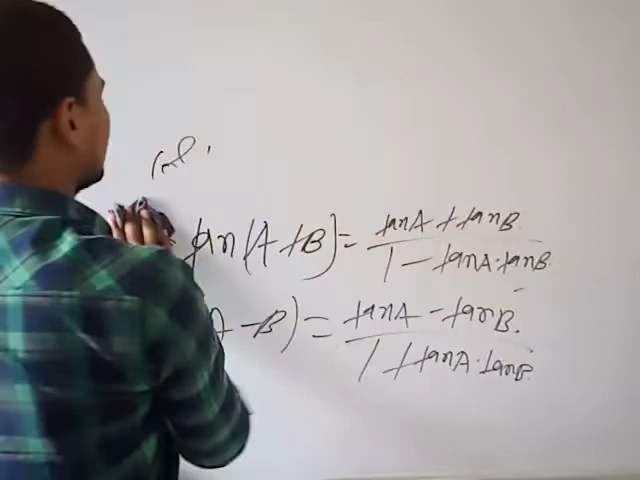 tan(A+B) = tanA + tanB / 1 - tanA·tanB
A - B) = tanA - tanB. / 1 + tanA·tanB